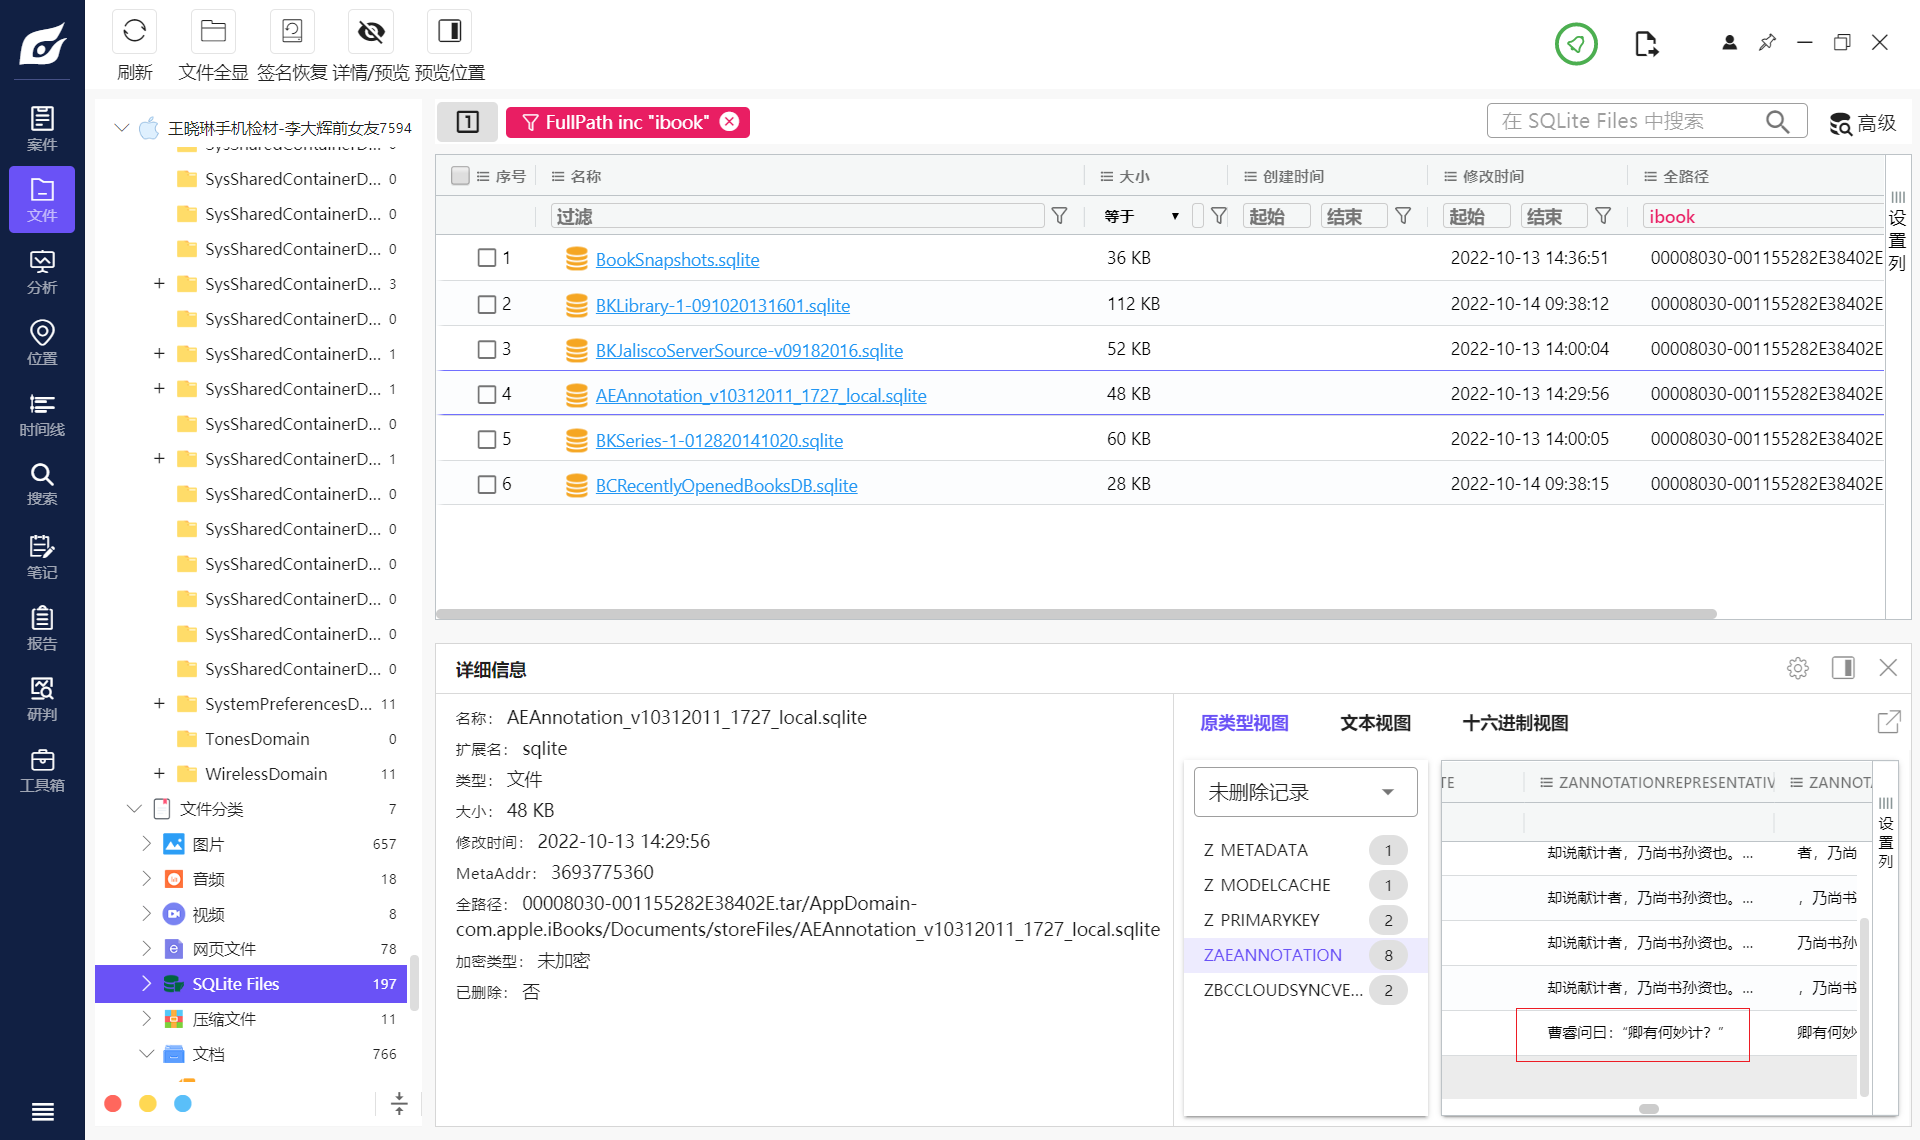 刷新
文件全显
签名恢复
详情/预览
预览位置
案件
文件
分析
位置
时间线
搜索
笔记
报告
研判
工具箱
王晓琳手机检材-李大辉前女友7594
SysSharedContainerD... 0
SysSharedContainerD... 0
SysSharedContainerD... 0
SysSharedContainerD... 0
+ SysSharedContainerD... 3
SysSharedContainerD... 0
+ SysSharedContainerD... 1
+ SysSharedContainerD... 1
SysSharedContainerD... 0
+ SysSharedContainerD... 1
SysSharedContainerD... 0
SysSharedContainerD... 0
SysSharedContainerD... 0
SysSharedContainerD... 0
SysSharedContainerD... 0
SysSharedContainerD... 0
+ SystemPreferencesD... 11
TonesDomain 0
+ WirelessDomain 11
文件分类 7
图片 657
音频 18
视频 8
网页文件 78
SQLite Files 197
压缩文件 11
文档 766
1
FullPath inc "ibook"
在 SQLite Files 中搜索
高级
序号 名称 大小 创建时间 修改时间 全路径
过滤 等于 起始 结束 起始 结束 ibook
设置列
1 BookSnapshots.sqlite 36 KB 2022-10-13 14:36:51 00008030-001155282E38402E
2 BKLibrary-1-091020131601.sqlite 112 KB 2022-10-14 09:38:12 00008030-001155282E38402E
3 BKJaliscoServerSource-v09182016.sqlite 52 KB 2022-10-13 14:00:04 00008030-001155282E38402E
4 AEAnnotation_v10312011_1727_local.sqlite 48 KB 2022-10-13 14:29:56 00008030-001155282E38402E
5 BKSeries-1-012820141020.sqlite 60 KB 2022-10-13 14:00:05 00008030-001155282E38402E
6 BCRecentlyOpenedBooksDB.sqlite 28 KB 2022-10-14 09:38:15 00008030-001155282E38402E
详细信息
名称： AEAnnotation_v10312011_1727_local.sqlite
扩展名： sqlite
类型： 文件
大小： 48 KB
修改时间： 2022-10-13 14:29:56
MetaAddr： 3693775360
全路径： 00008030-001155282E38402E.tar/AppDomain-
com.apple.iBooks/Documents/storeFiles/AEAnnotation_v10312011_1727_local.sqlite
加密类型： 未加密
已删除： 否
原类型视图 文本视图 十六进制视图
未删除记录
Z METADATA 1
Z MODELCACHE 1
Z PRIMARYKEY 2
ZAEANNOTATION 8
ZBCCLOUDSYNCVE... 2
TE ZANNOTATIONREPRESENTATIV ZANNOTA
设置列
却说献计者，乃尚书孙资也。... 者，乃尚
却说献计者，乃尚书孙资也。... ，乃尚书
却说献计者，乃尚书孙资也。... 乃尚书孙
却说献计者，乃尚书孙资也。... ，乃尚书
曹睿问曰：“卿有何妙计？” 卿有何妙